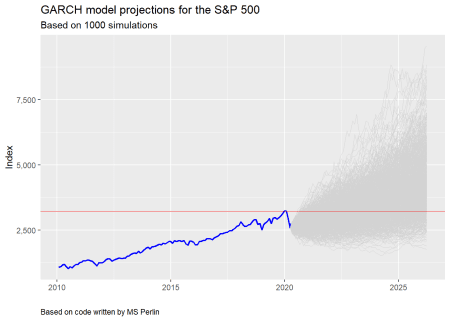 GARCH model projections for the S&P 500
Based on 1000 simulations
7,500
5,000
2,500
Index
2010
2015
2020
2025
Based on code written by MS Perlin